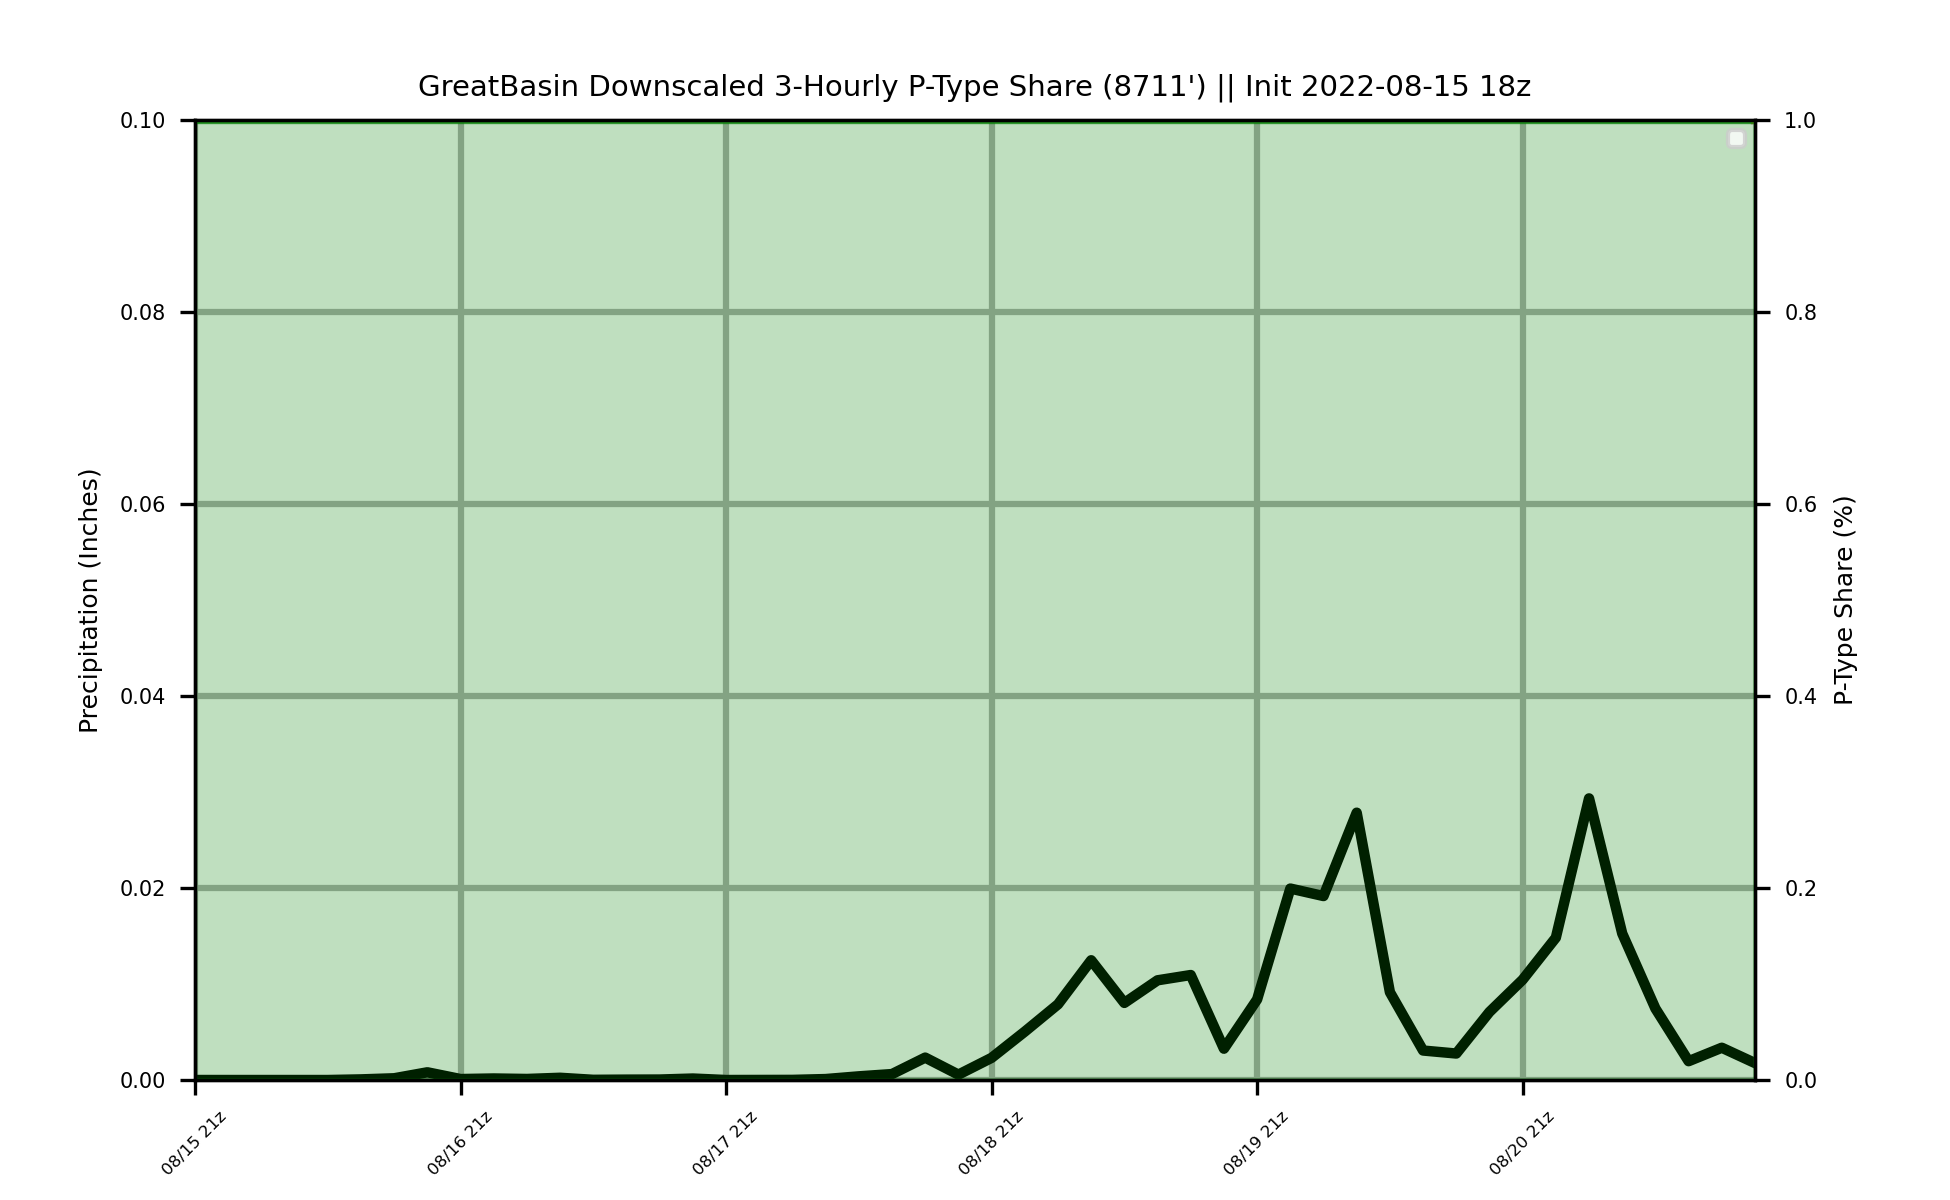 GreatBasin Downscaled 3-Hourly P-Type Share (8711') || Init 2022-08-15 18z
0.10
0.08
0.06
0.04
0.02
0.00
Precipitation (Inches)
1.0
0.8
0.6
0.4
0.2
0.0
P-Type Share (%)
08/15 21z
08/16 21z
08/17 21z
08/18 21z
08/19 21z
08/20 21z